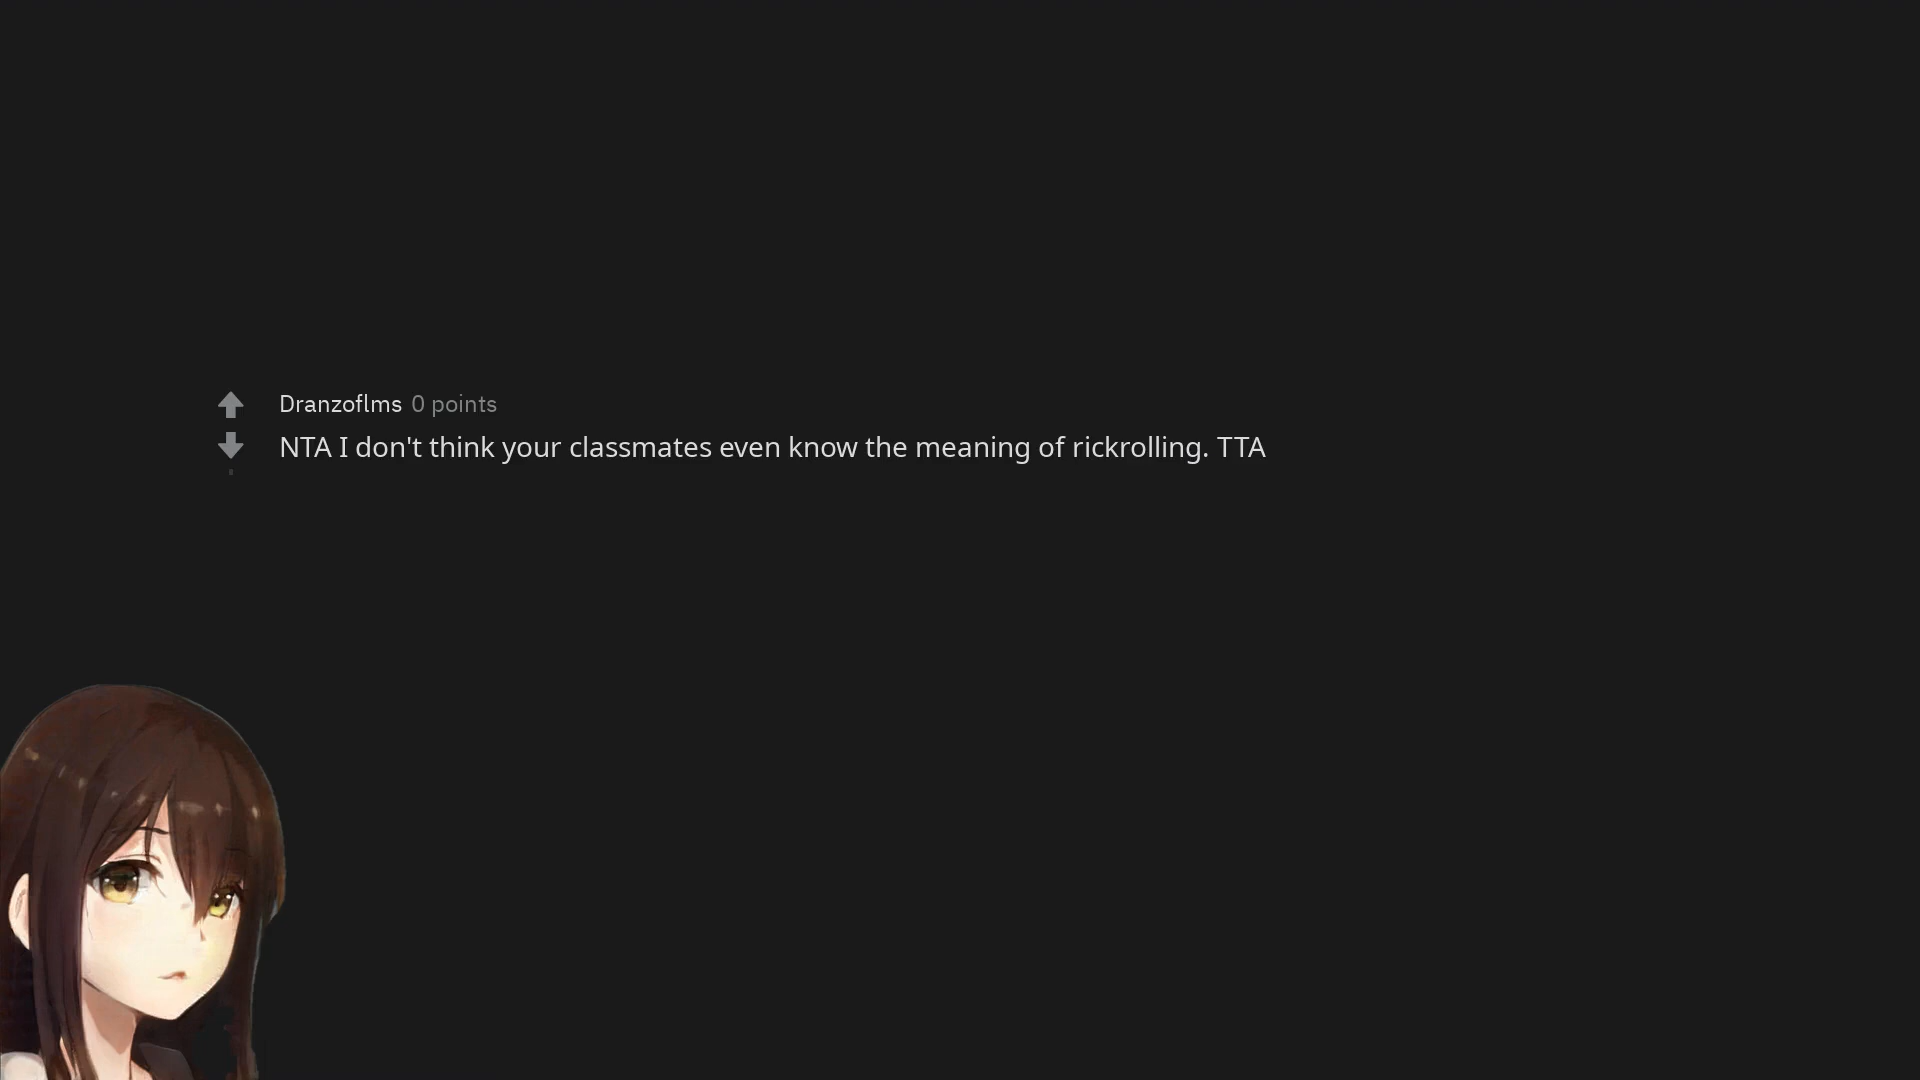 Dranzoflms 0 points
NTA I don't think your classmates even know the meaning of rickrolling. TTA